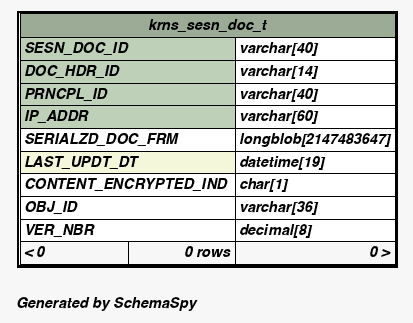 krns_sesn_doc_t
SESN_DOC_ID varchar[40]
DOC_HDR_ID varchar[14]
PRNCPL_ID varchar[40]
IP_ADDR varchar[60]
SERIALZD_DOC_FRM longblob[2147483647]
LAST_UPDT_DT datetime[19]
CONTENT_ENCRYPTED_IND char[1]
OBJ_ID varchar[36]
VER_NBR decimal[8]
< 0 0 rows 0 >
Generated by SchemaSpy